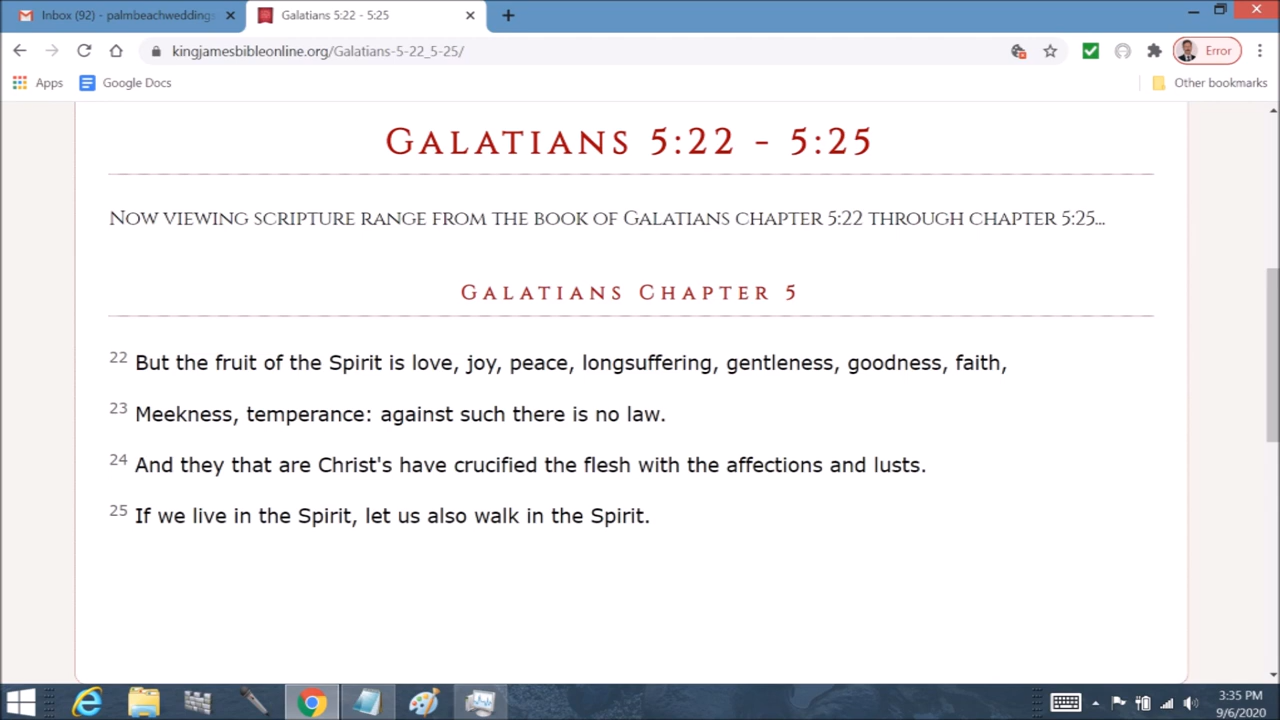 Inbox (92) - palmbeachwedding
Galatians 5:22 - 5:25
kingjamesbibleonline.org/Galatians-5-22_5-25/
Error
Apps
Google Docs
Other bookmarks
Galatians 5:22 - 5:25
Now viewing scripture range from the book of Galatians chapter 5:22 through chapter 5:25...
Galatians Chapter 5
22 But the fruit of the Spirit is love, joy, peace, longsuffering, gentleness, goodness, faith,
23 Meekness, temperance: against such there is no law.
24 And they that are Christ's have crucified the flesh with the affections and lusts.
25 If we live in the Spirit, let us also walk in the Spirit.
3:35 PM
9/6/2020